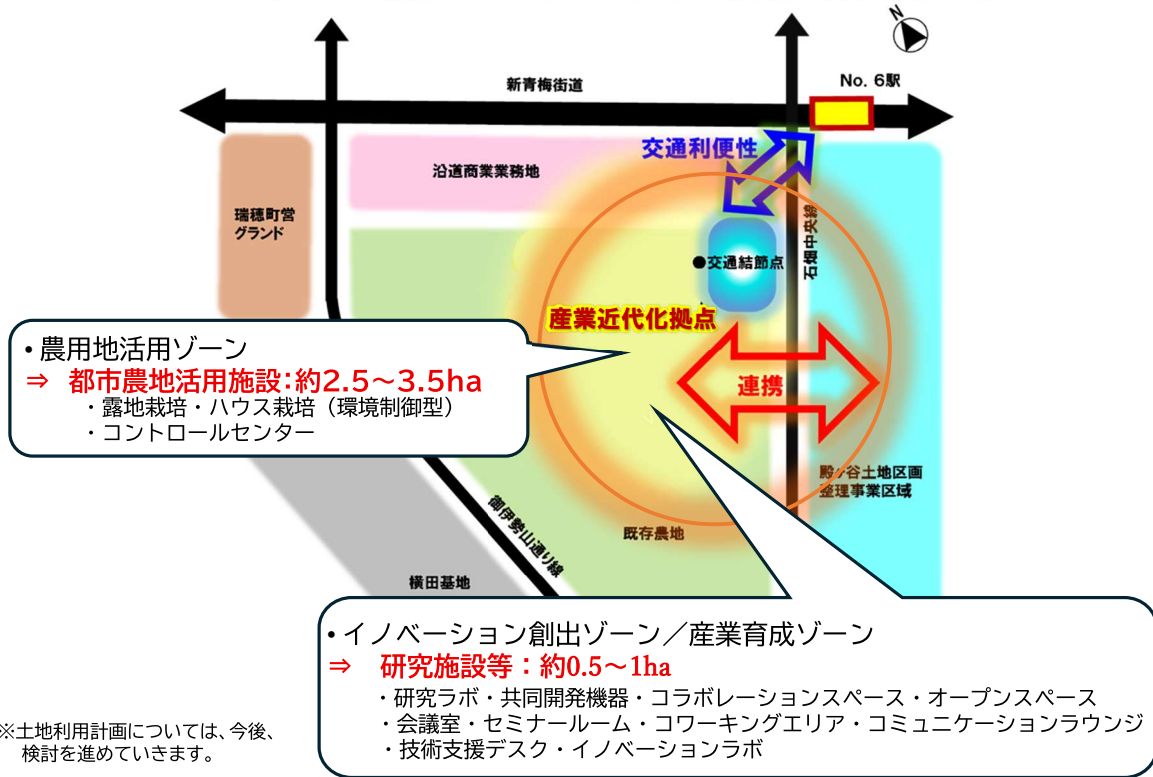 N
No. 6駅
新青梅街道
交通利便性
沿道商業業務地
瑞穂町営
グランド
石畑中央線
●交通結節点
産業近代化拠点
連携
・農用地活用ゾーン
⇒ 都市農地活用施設：約2.5～3.5ha
・露地栽培・ハウス栽培（環境制御型）
・コントロールセンター
殿ヶ谷土地区画
整理事業区域
御伊勢山通り線
既存農地
横田基地
・イノベーション創出ゾーン／産業育成ゾーン
⇒ 研究施設等：約0.5～1ha
・研究ラボ・共同開発機器・コラボレーションスペース・オープンスペース
・会議室・セミナールーム・コワーキングエリア・コミュニケーションラウンジ
・技術支援デスク・イノベーションラボ
※土地利用計画については、今後、
検討を進めていきます。